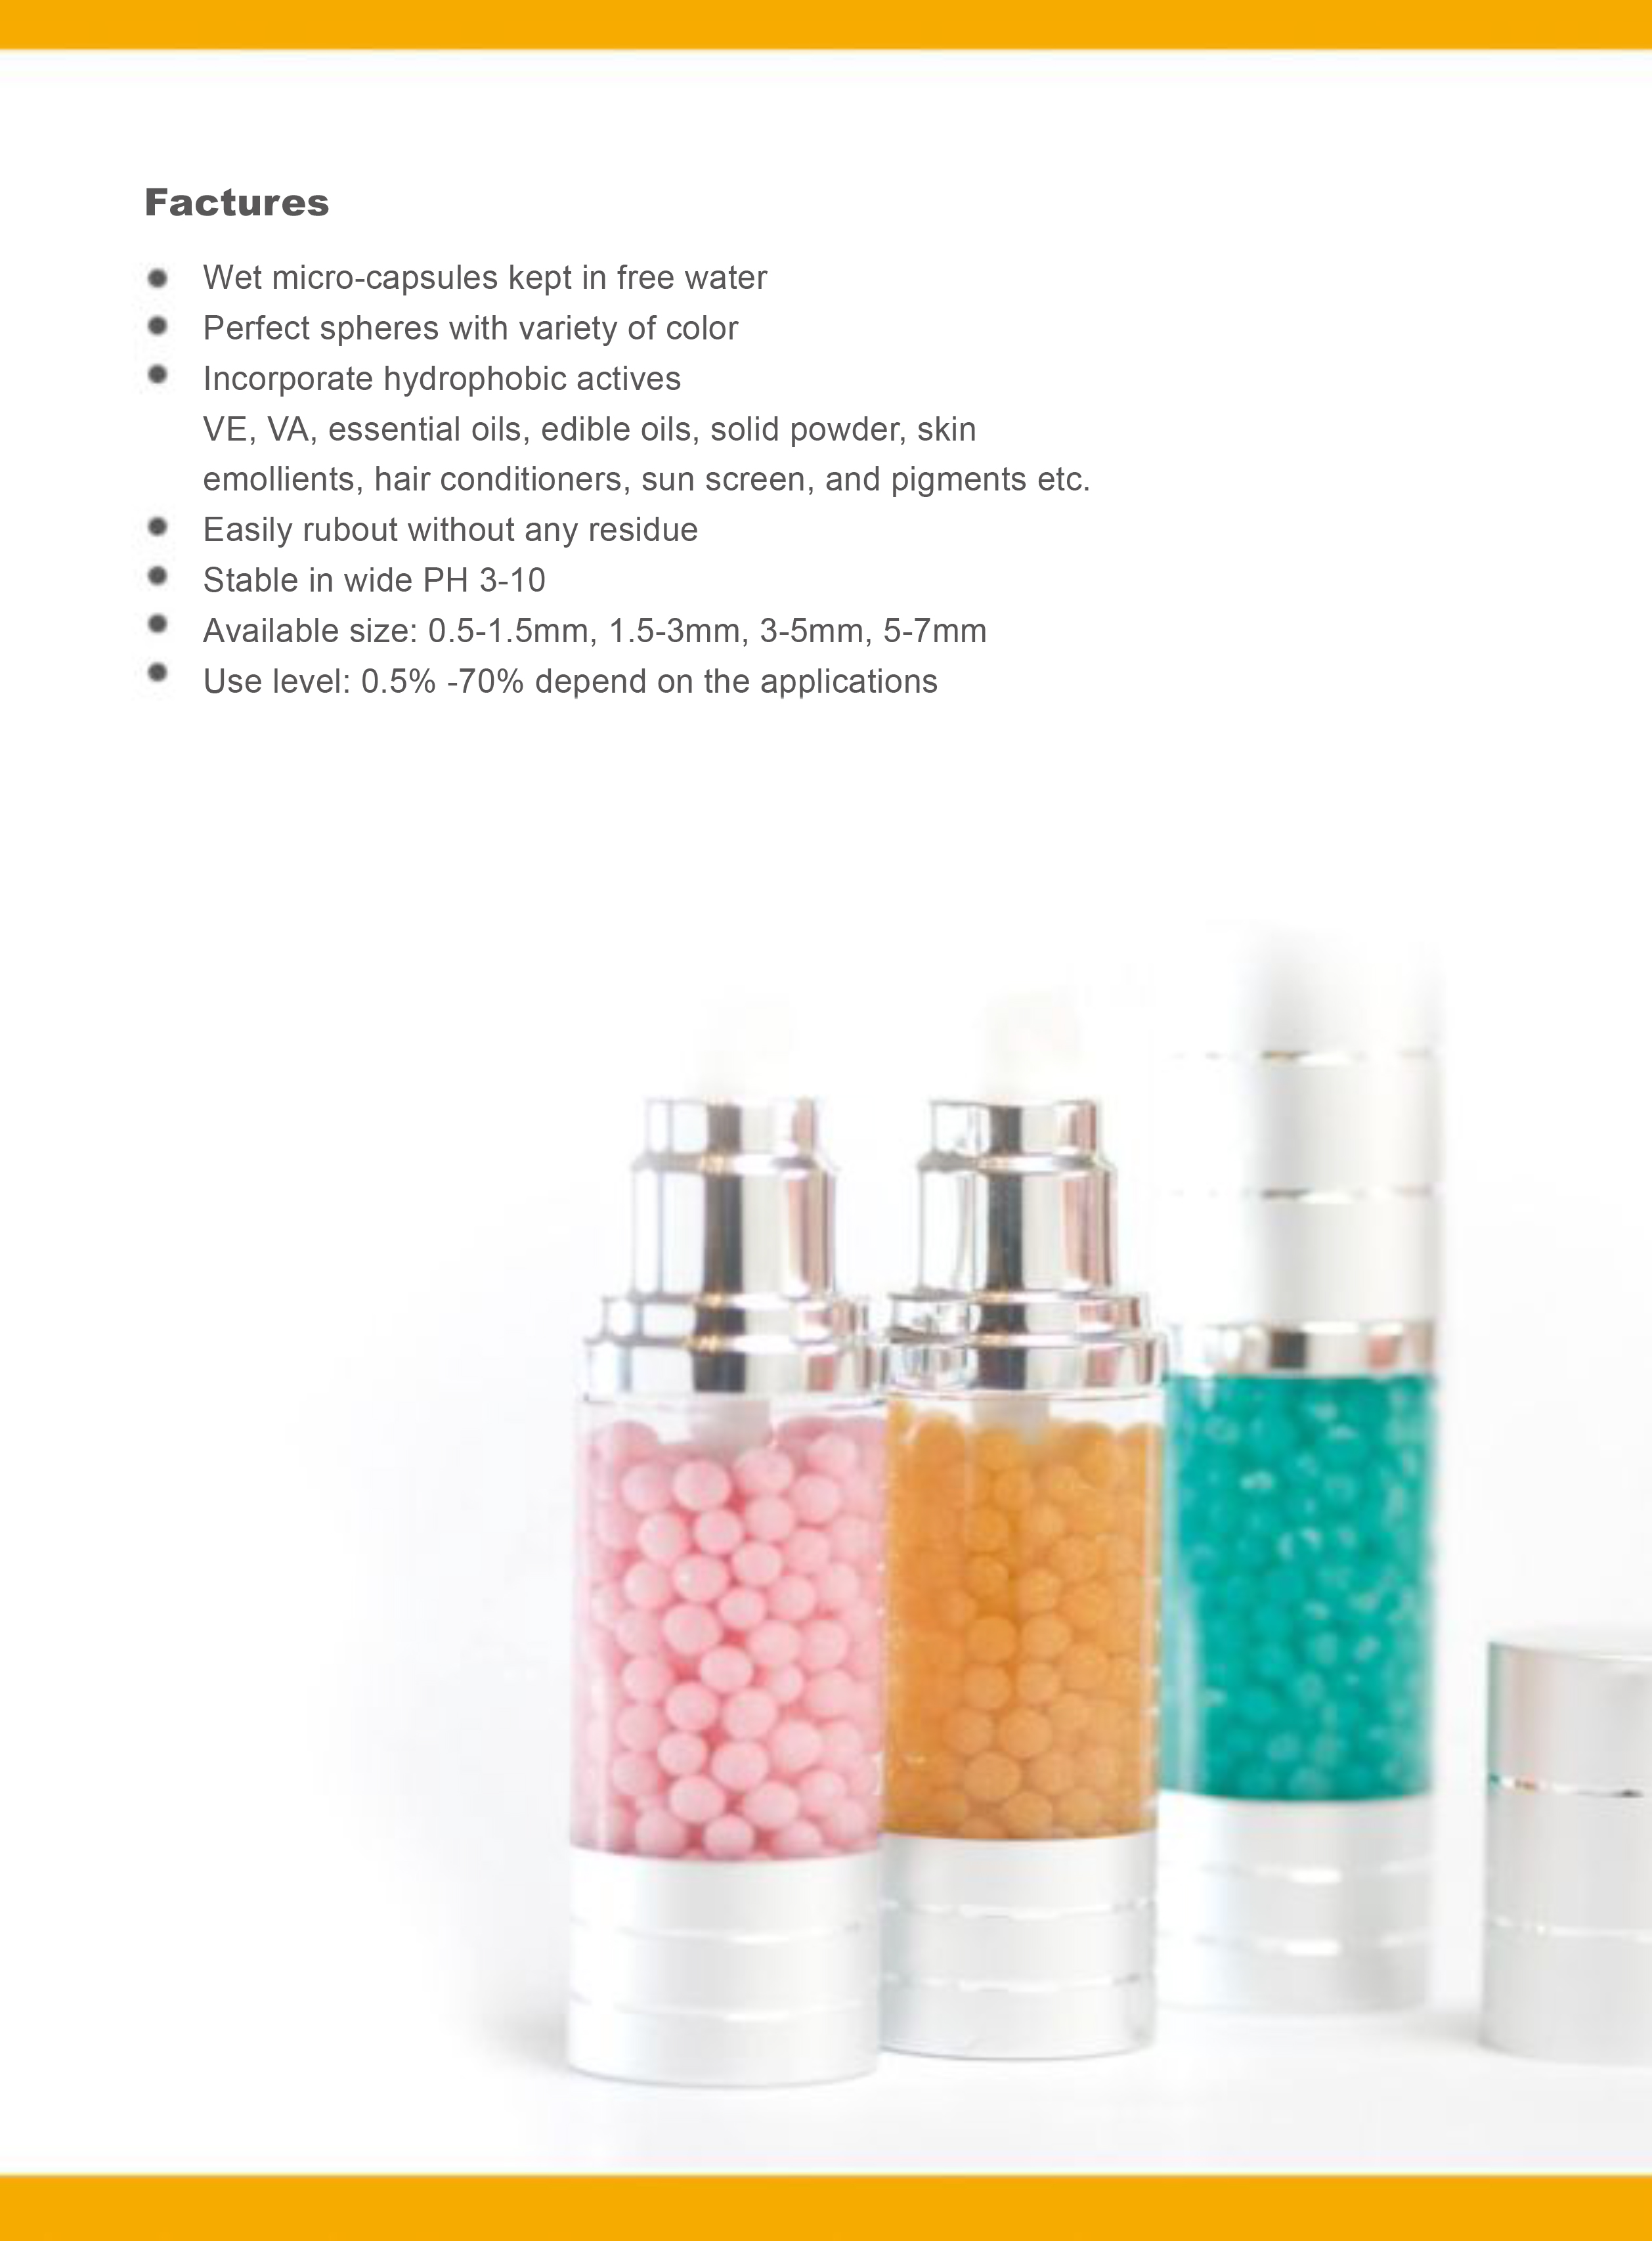 Factures
Wet micro-capsules kept in free water
Perfect spheres with variety of color
Incorporate hydrophobic actives
VE, VA, essential oils, edible oils, solid powder, skin
emollients, hair conditioners, sun screen, and pigments etc.
Easily rubout without any residue
Stable in wide PH 3-10
Available size: 0.5-1.5mm, 1.5-3mm, 3-5mm, 5-7mm
Use level: 0.5% -70% depend on the applications